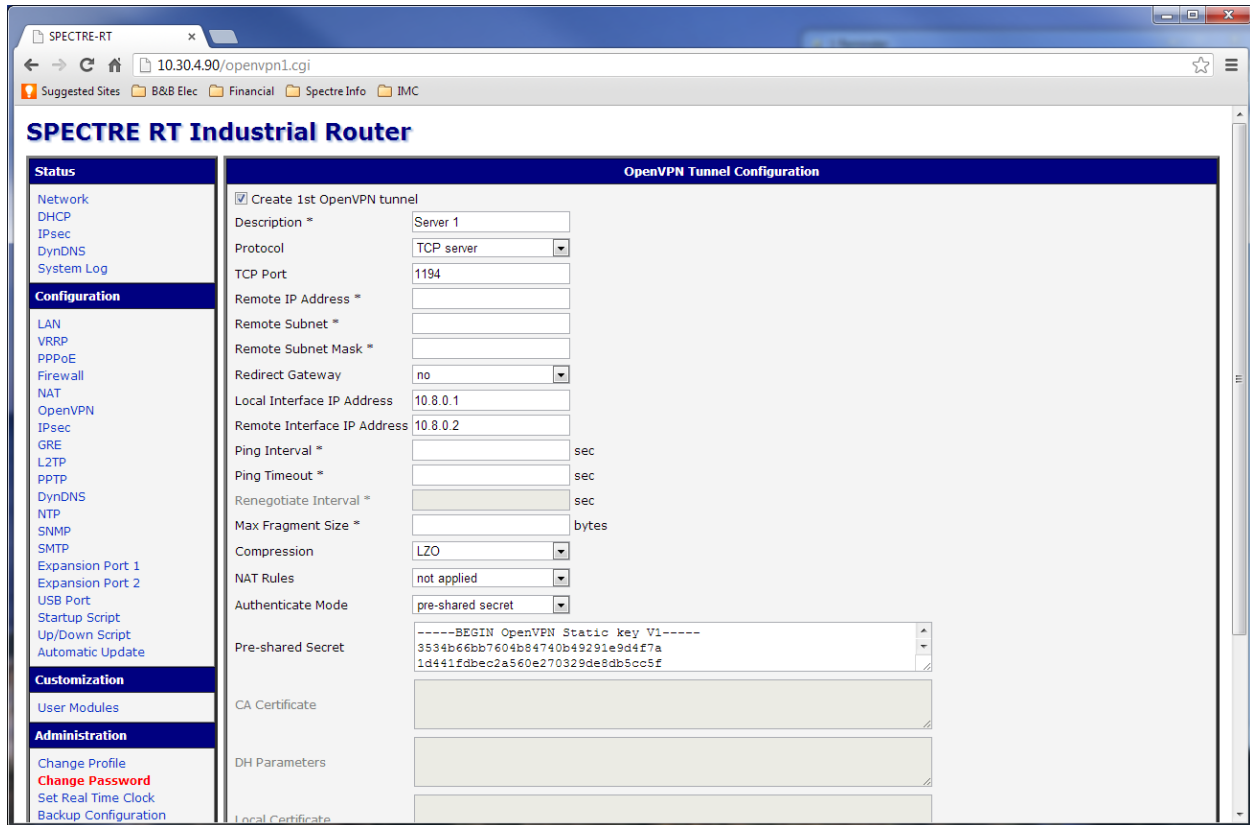 SPECTRE-RT
10.30.4.90/openvpn1.cgi
Suggested Sites B&B Elec Financial Spectre Info IMC
SPECTRE RT Industrial Router
Status
Network
DHCP
IPsec
DynDNS
System Log
Configuration
LAN
VRRP
PPPoE
Firewall
NAT
OpenVPN
IPsec
GRE
L2TP
PPTP
DynDNS
NTP
SNMP
SMTP
Expansion Port 1
Expansion Port 2
USB Port
Startup Script
Up/Down Script
Automatic Update
Customization
User Modules
Administration
Change Profile
Change Password
Set Real Time Clock
Backup Configuration
OpenVPN Tunnel Configuration
Create 1st OpenVPN tunnel
Description * Server 1
Protocol TCP server
TCP Port 1194
Remote IP Address *
Remote Subnet *
Remote Subnet Mask *
Redirect Gateway no
Local Interface IP Address 10.8.0.1
Remote Interface IP Address 10.8.0.2
Ping Interval * sec
Ping Timeout * sec
Renegotiate Interval * sec
Max Fragment Size * bytes
Compression LZO
NAT Rules not applied
Authenticate Mode pre-shared secret
Pre-shared Secret
-----BEGIN OpenVPN Static key V1-----
3534b66bb7604b84740b49291e9d4f7a
1d441fdbec2a560e270329de8db5cc5f
CA Certificate
DH Parameters
Local Certificate